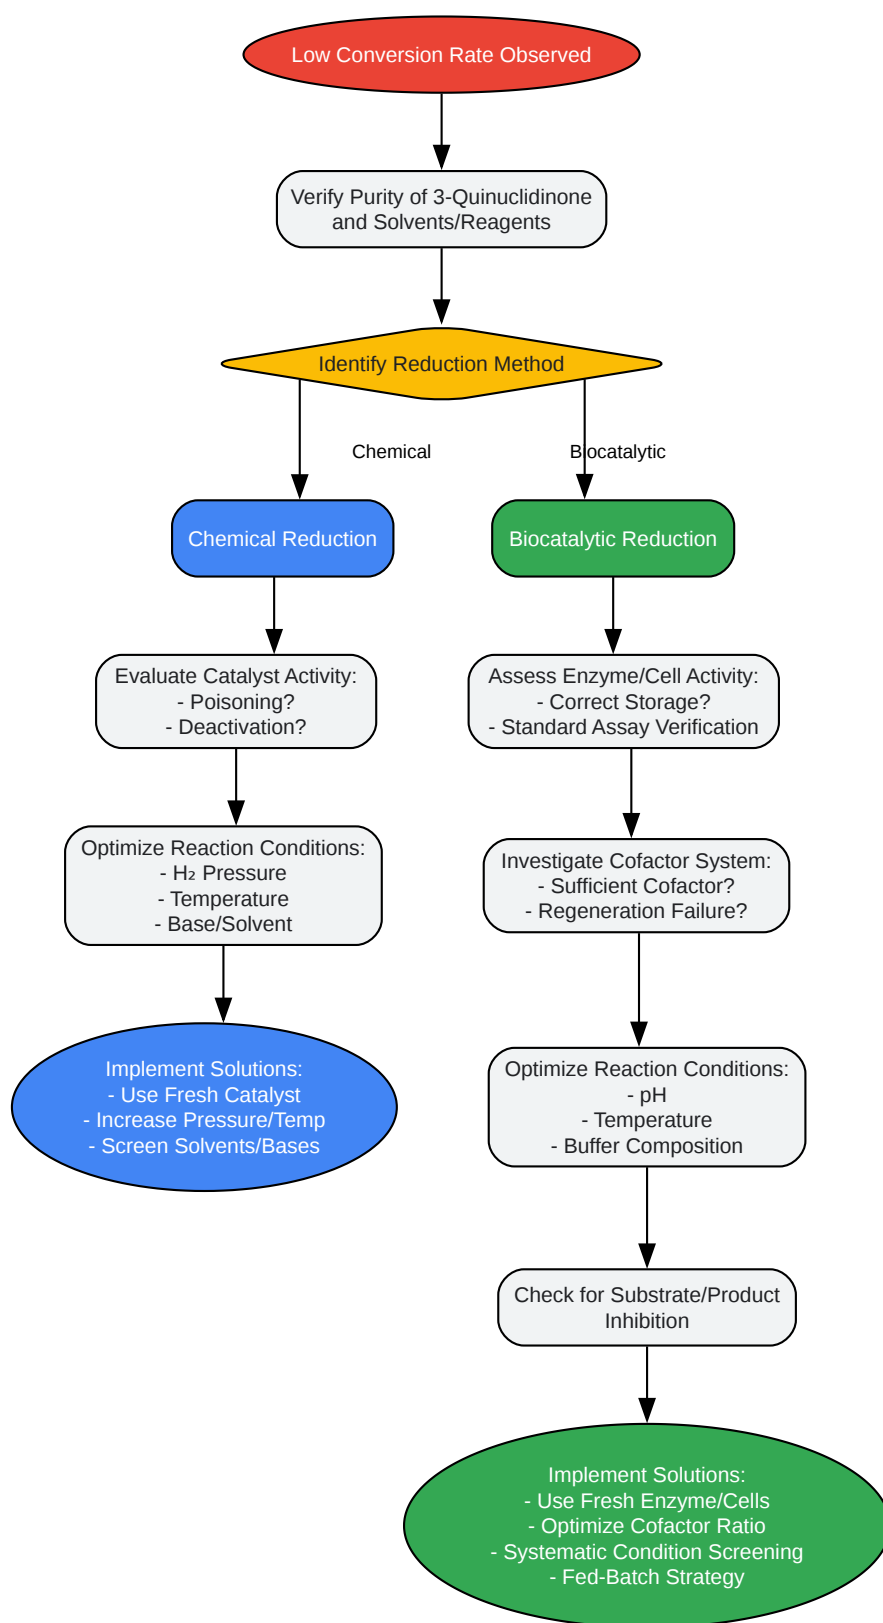 Low Conversion Rate Observed
Verify Purity of 3-Quinuclidinone
and Solvents/Reagents
Identify Reduction Method
Chemical
Biocatalytic
Chemical Reduction
Biocatalytic Reduction
Evaluate Catalyst Activity:
- Poisoning?
- Deactivation?
Assess Enzyme/Cell Activity:
- Correct Storage?
- Standard Assay Verification
Optimize Reaction Conditions:
- H₂ Pressure
- Temperature
- Base/Solvent
Investigate Cofactor System:
- Sufficient Cofactor?
- Regeneration Failure?
Implement Solutions:
- Use Fresh Catalyst
- Increase Pressure/Temp
- Screen Solvents/Bases
Optimize Reaction Conditions:
- pH
- Temperature
- Buffer Composition
Check for Substrate/Product
Inhibition
Implement Solutions:
- Use Fresh Enzyme/Cells
- Optimize Cofactor Ratio
- Systematic Condition Screening
- Fed-Batch Strategy